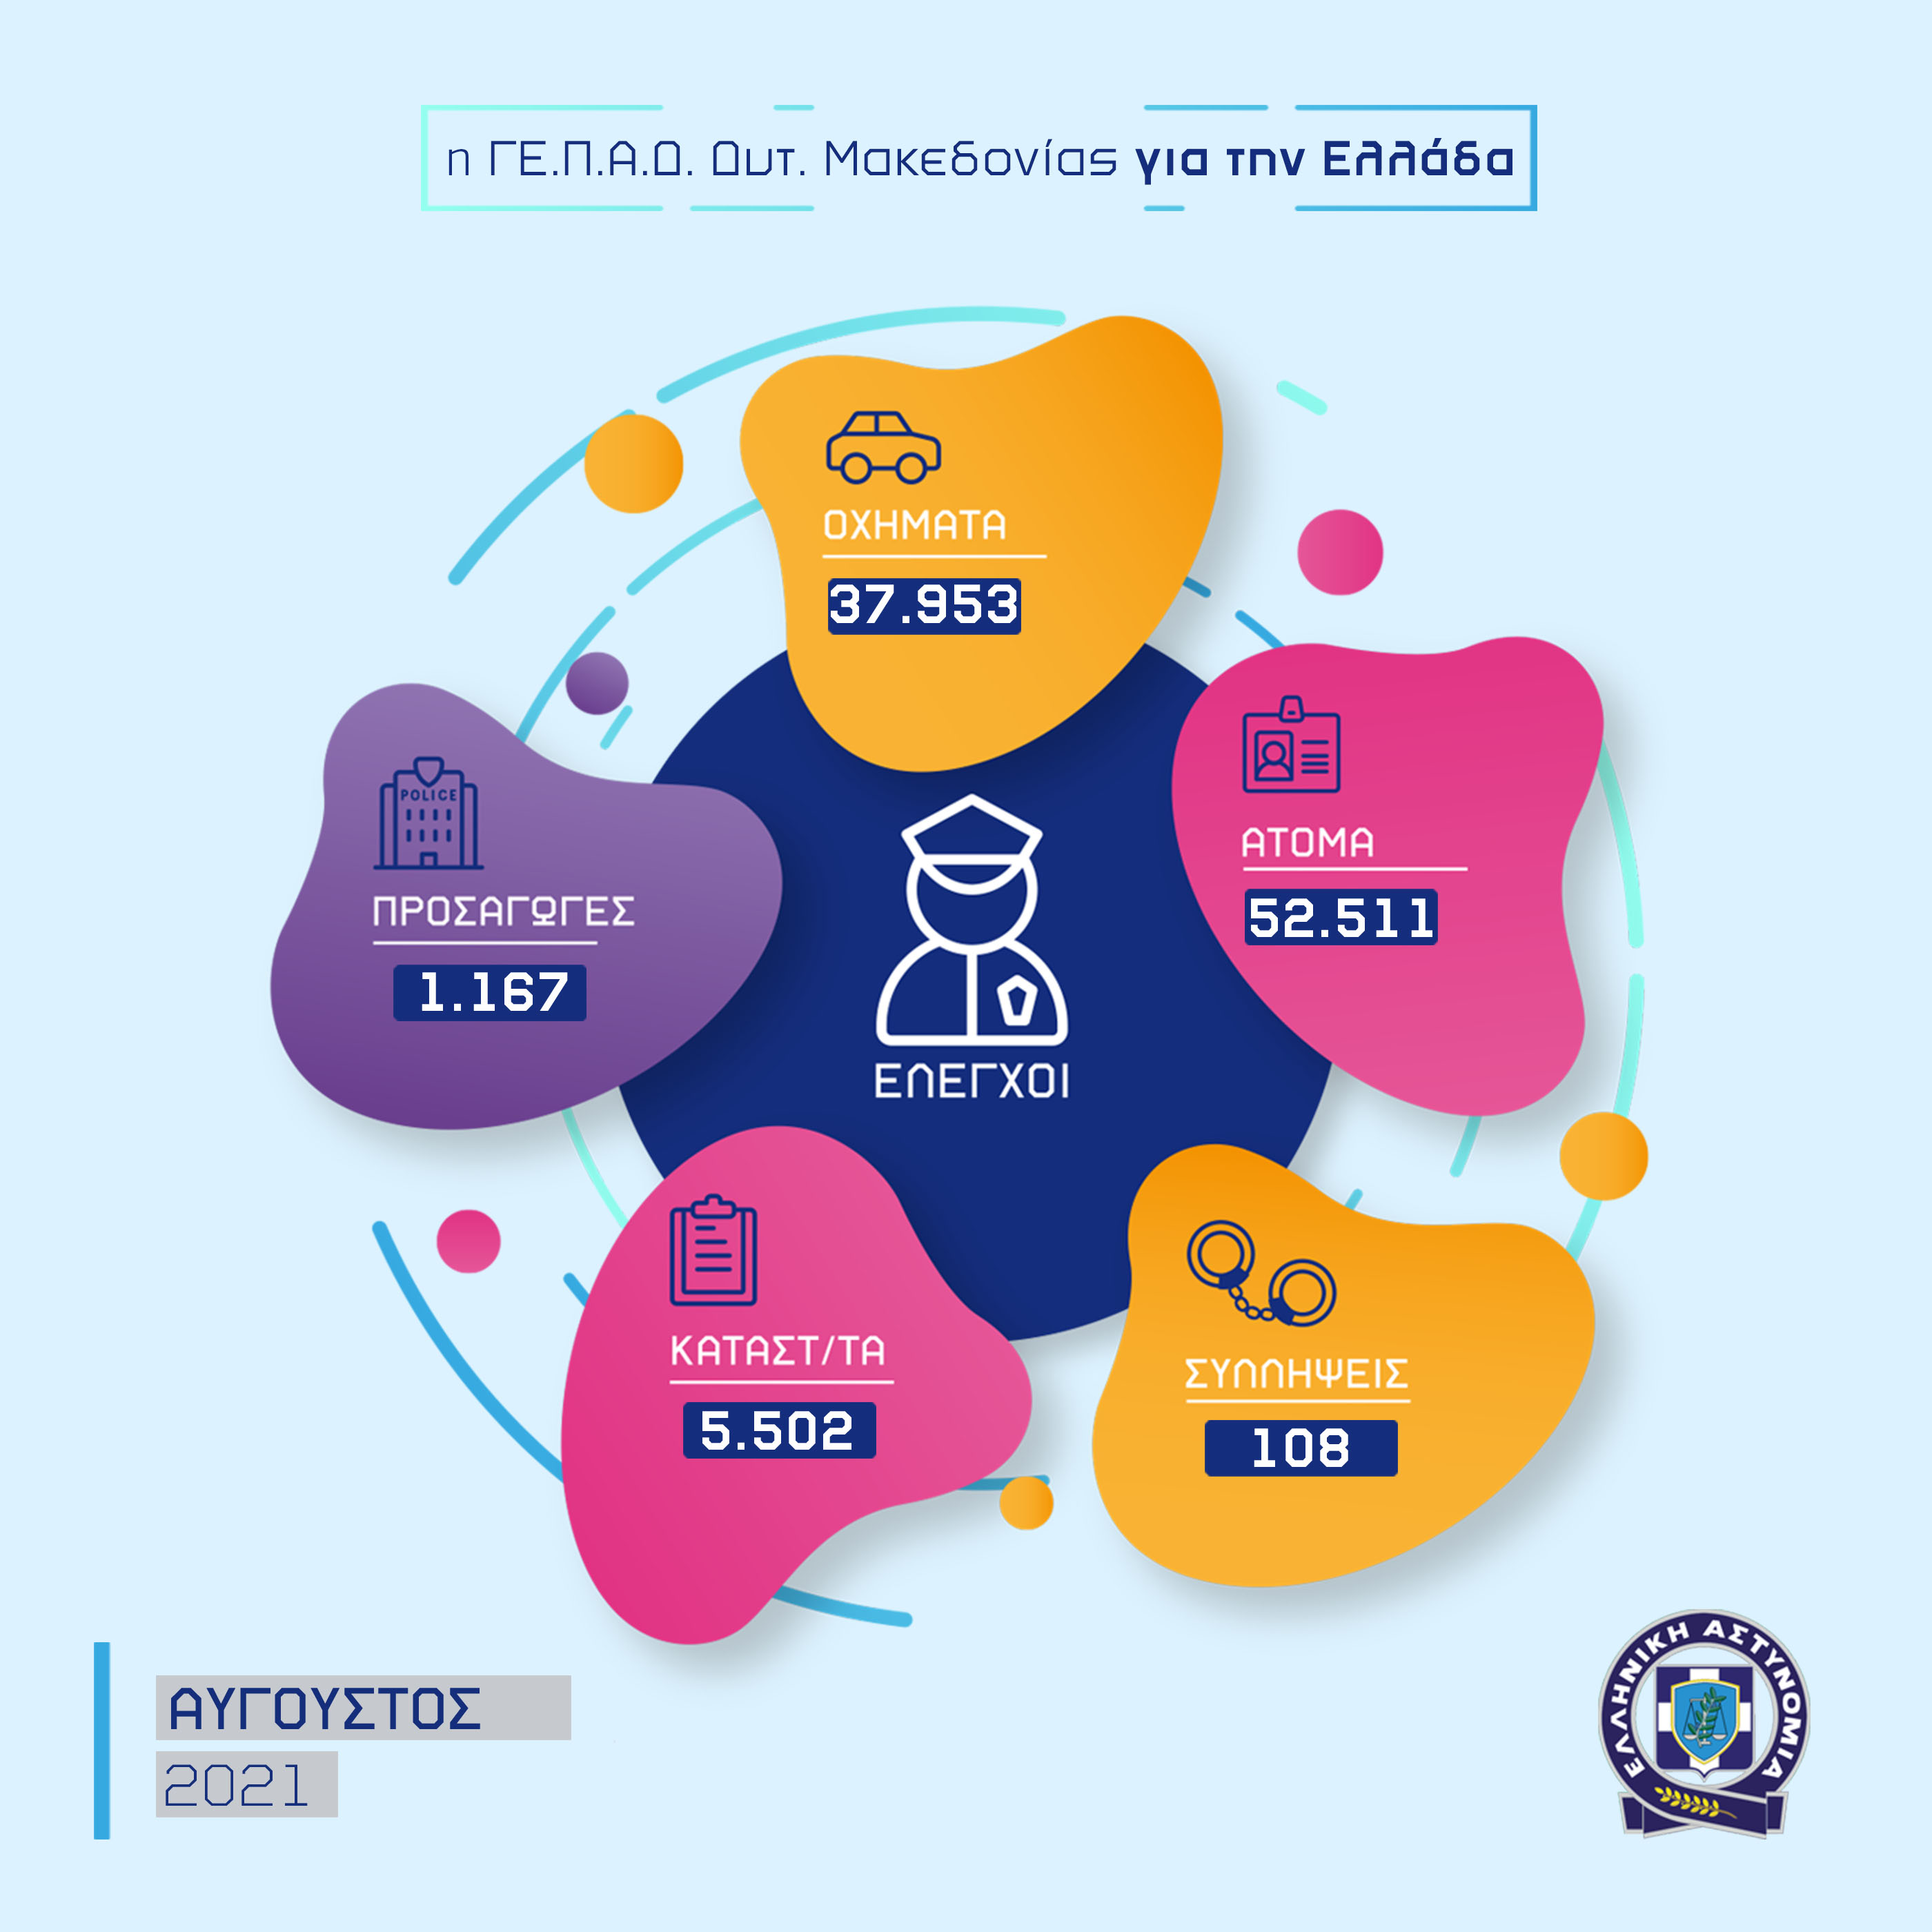 η ΓΕ.Π.Α.Δ. Δυτ. Μακεδονίας για την Ελλάδα
ΟΧΗΜΑΤΑ
37.953
ΑΤΟΜΑ
52.511
POLICE
ΠΡΟΣΑΓΩΓΕΣ
1.167
ΕΛΕΓΧΟΙ
ΚΑΤΑΣΤ/ΤΑ
5.502
ΣΥΛΛΗΨΕΙΣ
108
ΑΥΓΟΥΣΤΟΣ
2021
ΕΛΛΗΝΙΚΗ ΑΣΤΥΝΟΜΙΑ